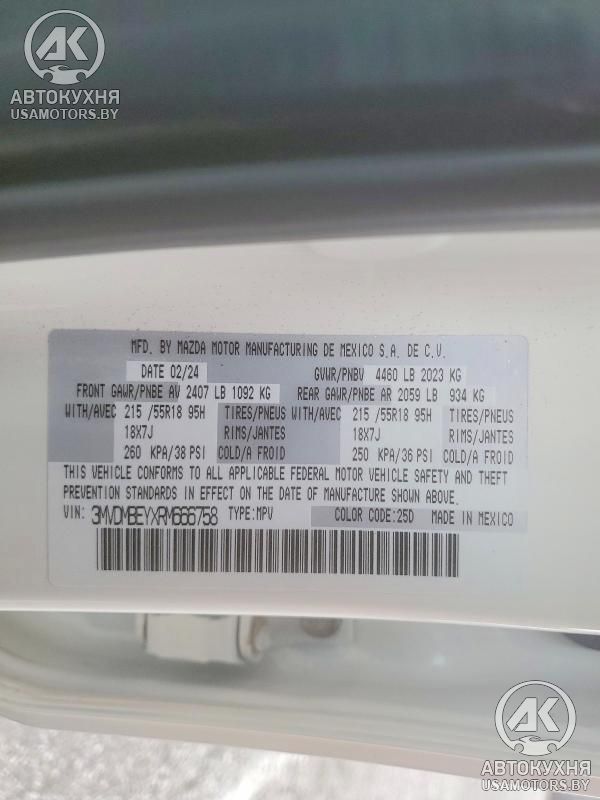 AK
АВТОКУХНЯ
USAMOTORS.BY
MFD. BY MAZDA MOTOR MANUFACTURING DE MEXICO S.A. DE C.V.
DATE 02/24 GVWR/PNBV 4460 LB 2023 KG
FRONT GAWR/PNBE AV 2407 LB 1092 KG REAR GAWR/PNBE AR 2059 LB 934 KG
WITH/AVEC 215 /55R18 95H TIRES/PNEUS WITH/AVEC 215 /55R18 95H TIRES/PNEUS
18X7J RIMS/JANTES 18X7J RIMS/JANTES
260 KPA/38 PSI COLD/A FROID 250 KPA/36 PSI COLD/A FROID
THIS VEHICLE CONFORMS TO ALL APPLICABLE FEDERAL MOTOR VEHICLE SAFETY AND THEFT
PREVENTION STANDARDS IN EFFECT ON THE DATE OF MANUFACTURE SHOWN ABOVE.
VIN: 3MVDMBEYXRM666758 TYPE:MPV COLOR CODE:25D MADE IN MEXICO
AK
АВТОКУХНЯ
USAMOTORS.BY